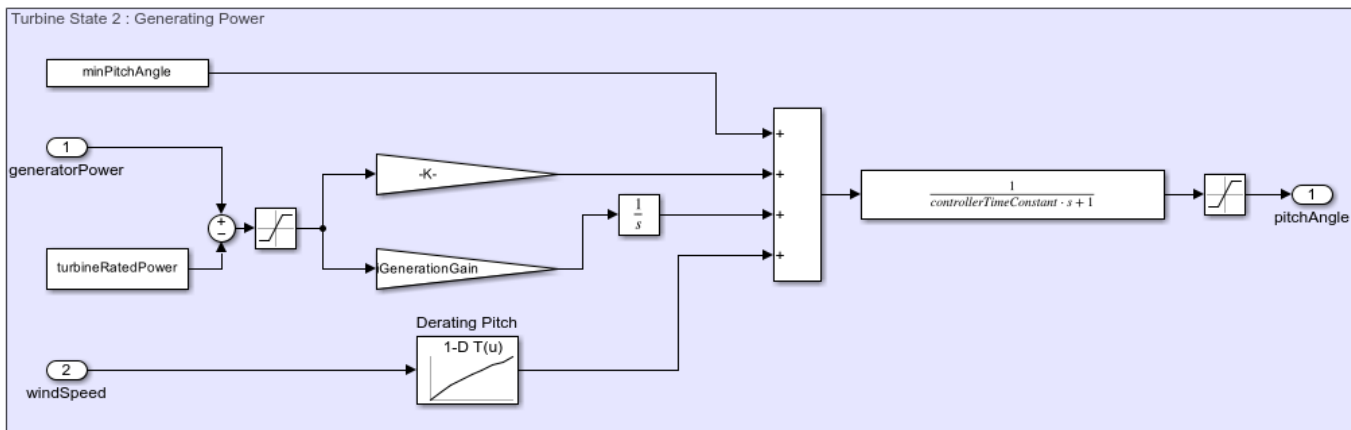 Turbine State 2 : Generating Power
minPitchAngle
1
generatorPower
+
−
turbineRatedPower
-K-
iGenerationGain
1
s
+
+
+
+
1
controllerTimeConstant · s + 1
1
pitchAngle
Derating Pitch
1-D T(u)
2
windSpeed